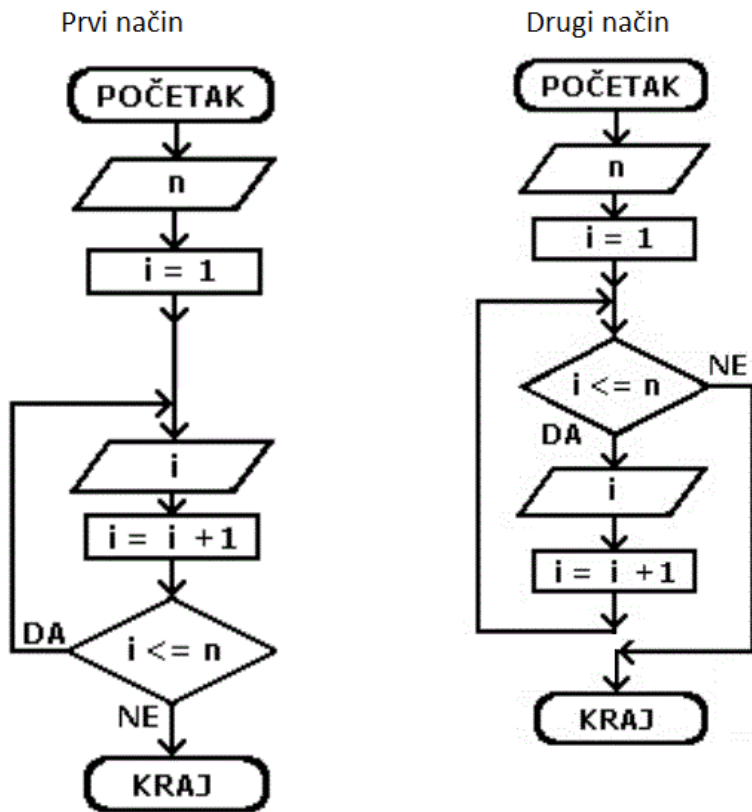 Prvi način
POČETAK
n
i = 1
i
i = i +1
DA
i <= n
NE
KRAJ
Drugi način
POČETAK
n
i = 1
NE
i <= n
DA
i
i = i +1
KRAJ